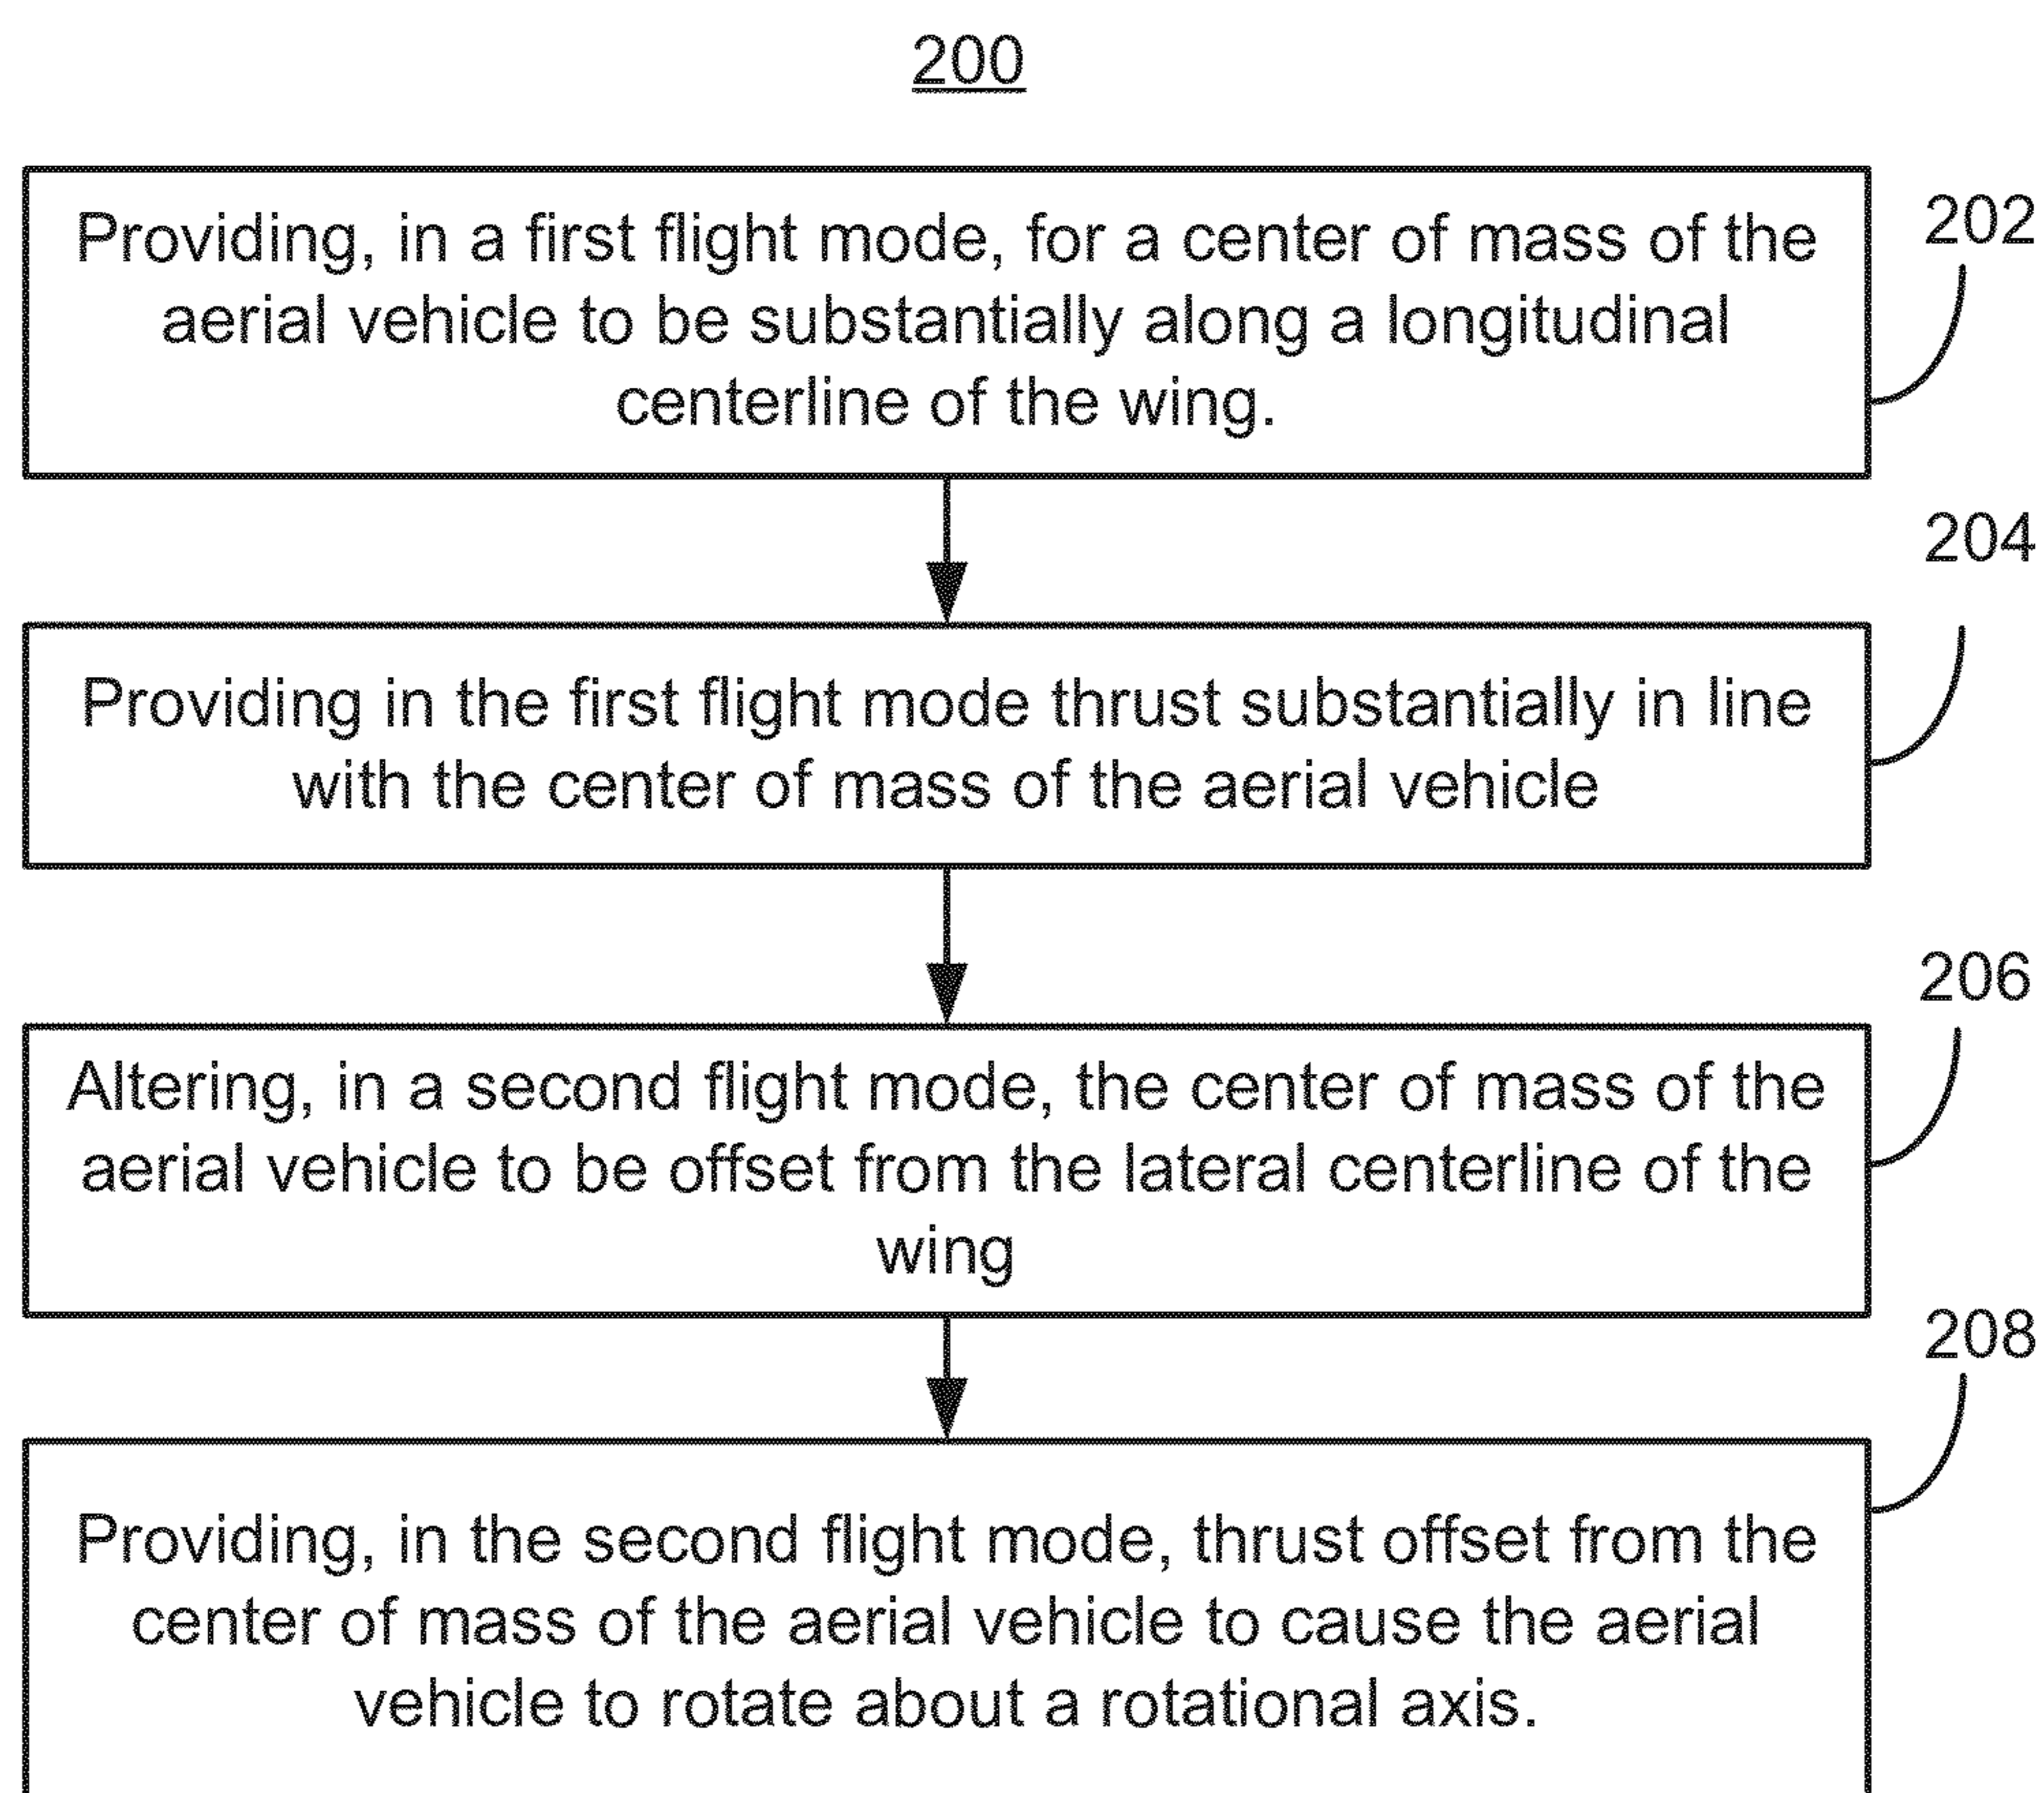 200
Providing, in a first flight mode, for a center of mass of the
aerial vehicle to be substantially along a longitudinal
centerline of the wing.
202
Providing in the first flight mode thrust substantially in line
with the center of mass of the aerial vehicle
204
Altering, in a second flight mode, the center of mass of the
aerial vehicle to be offset from the lateral centerline of the
wing
206
Providing, in the second flight mode, thrust offset from the
center of mass of the aerial vehicle to cause the aerial
vehicle to rotate about a rotational axis.
208